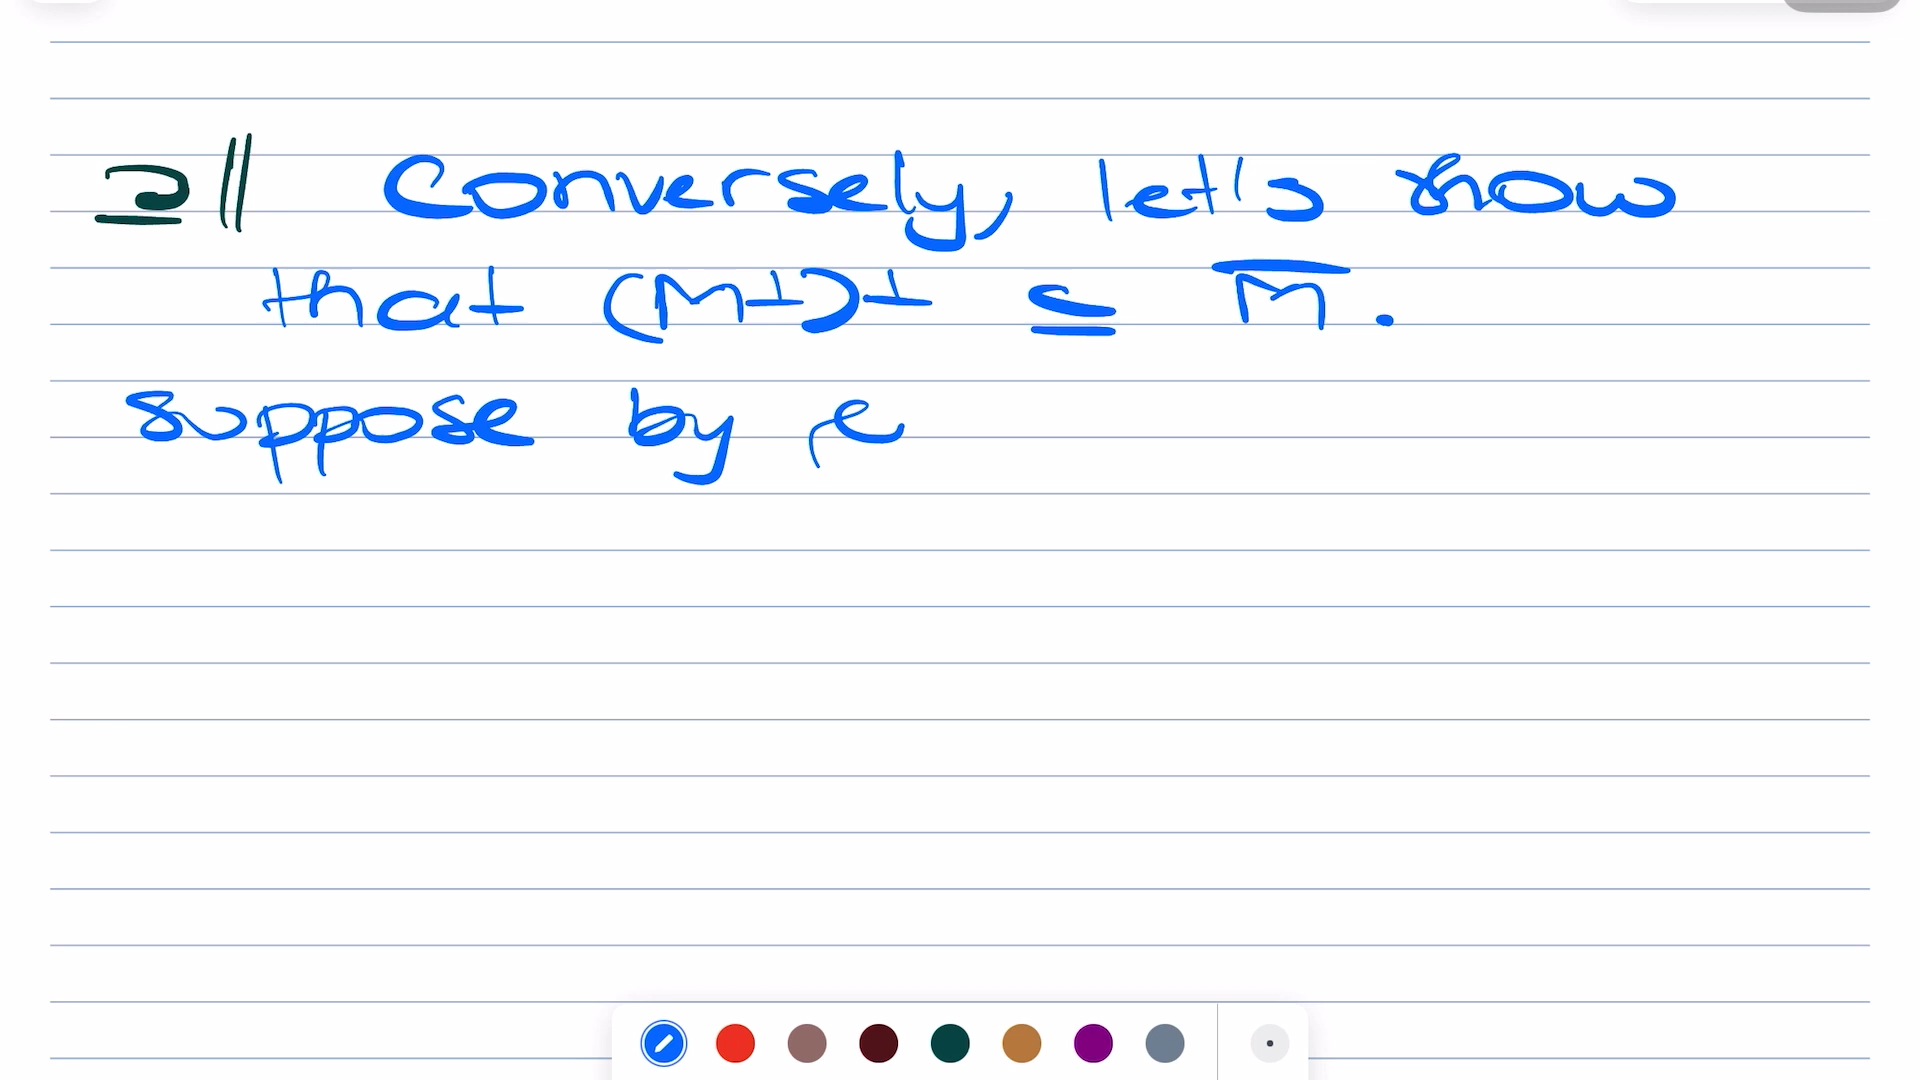 ⊇|| Conversely, let's show
that (M⊥)⊥ ⊆ M̅.
suppose by